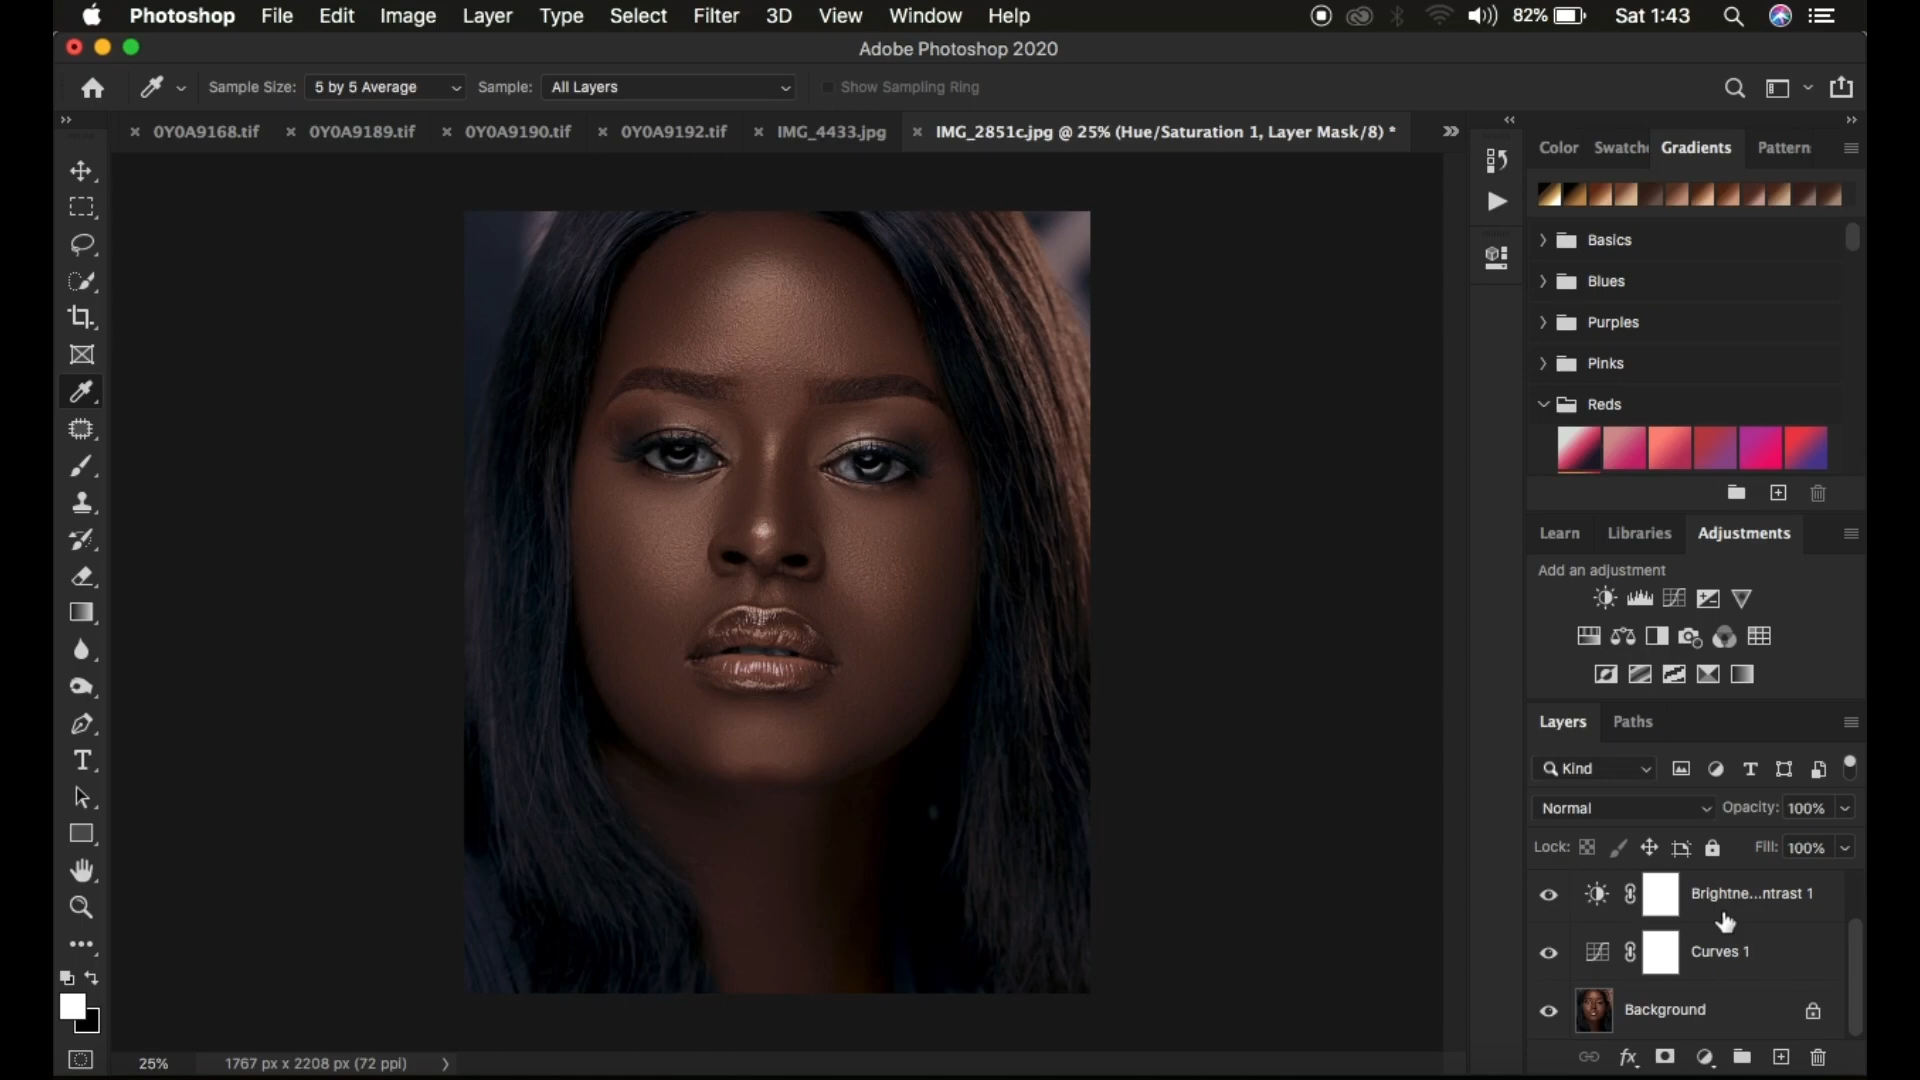 Photoshop File Edit Image Layer Type Select Filter 3D View Window Help 82% Sat 1:43
Adobe Photoshop 2020
Sample Size: 5 by 5 Average Sample: All Layers Show Sampling Ring
0Y0A9168.tif 0Y0A9189.tif 0Y0A9190.tif 0Y0A9192.tif IMG_4433.jpg IMG_2851c.jpg @ 25% (Hue/Saturation 1, Layer Mask/8) *
Color Swatche Gradients Pattern
Basics
Blues
Purples
Pinks
Reds
Learn Libraries Adjustments
Add an adjustment
Layers Paths
Kind
Normal Opacity: 100%
Lock: Fill: 100%
Brightne...ntrast 1
Curves 1
Background
25% 1767 px x 2208 px (72 ppi)